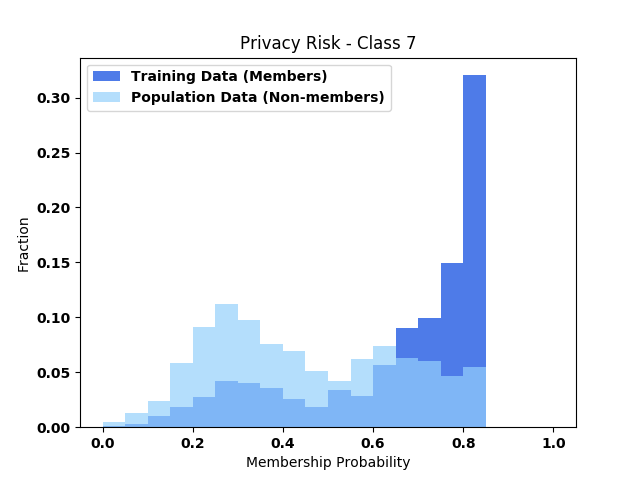 Privacy Risk - Class 7
Training Data (Members)
Population Data (Non-members)
Fraction
0.30
0.25
0.20
0.15
0.10
0.05
0.00
0.0 0.2 0.4 0.6 0.8 1.0
Membership Probability